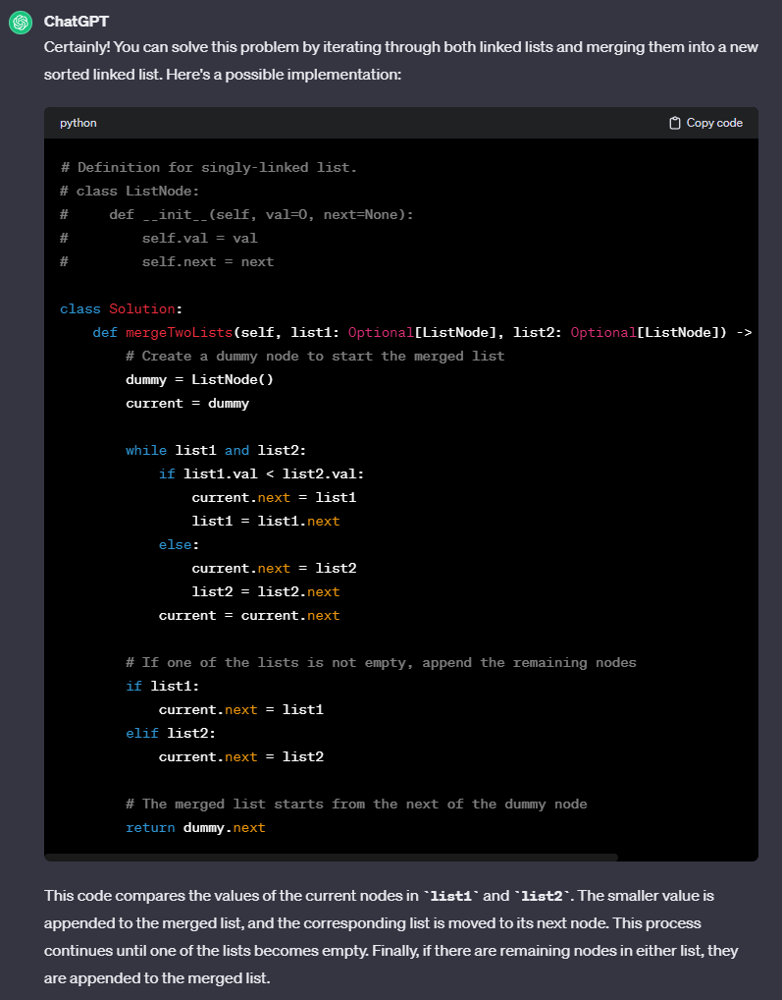 ChatGPT
Certainly! You can solve this problem by iterating through both linked lists and merging them into a new
sorted linked list. Here's a possible implementation:
python
Copy code
# Definition for singly-linked list.
# class ListNode:
#     def __init__(self, val=0, next=None):
#         self.val = val
#         self.next = next
class Solution:
    def mergeTwoLists(self, list1: Optional[ListNode], list2: Optional[ListNode]) ->
        # Create a dummy node to start the merged list
        dummy = ListNode()
        current = dummy
        while list1 and list2:
            if list1.val < list2.val:
                current.next = list1
                list1 = list1.next
            else:
                current.next = list2
                list2 = list2.next
            current = current.next
        # If one of the lists is not empty, append the remaining nodes
        if list1:
            current.next = list1
        elif list2:
            current.next = list2
        # The merged list starts from the next of the dummy node
        return dummy.next
This code compares the values of the current nodes in `list1` and `list2`. The smaller value is
appended to the merged list, and the corresponding list is moved to its next node. This process
continues until one of the lists becomes empty. Finally, if there are remaining nodes in either list, they
are appended to the merged list.